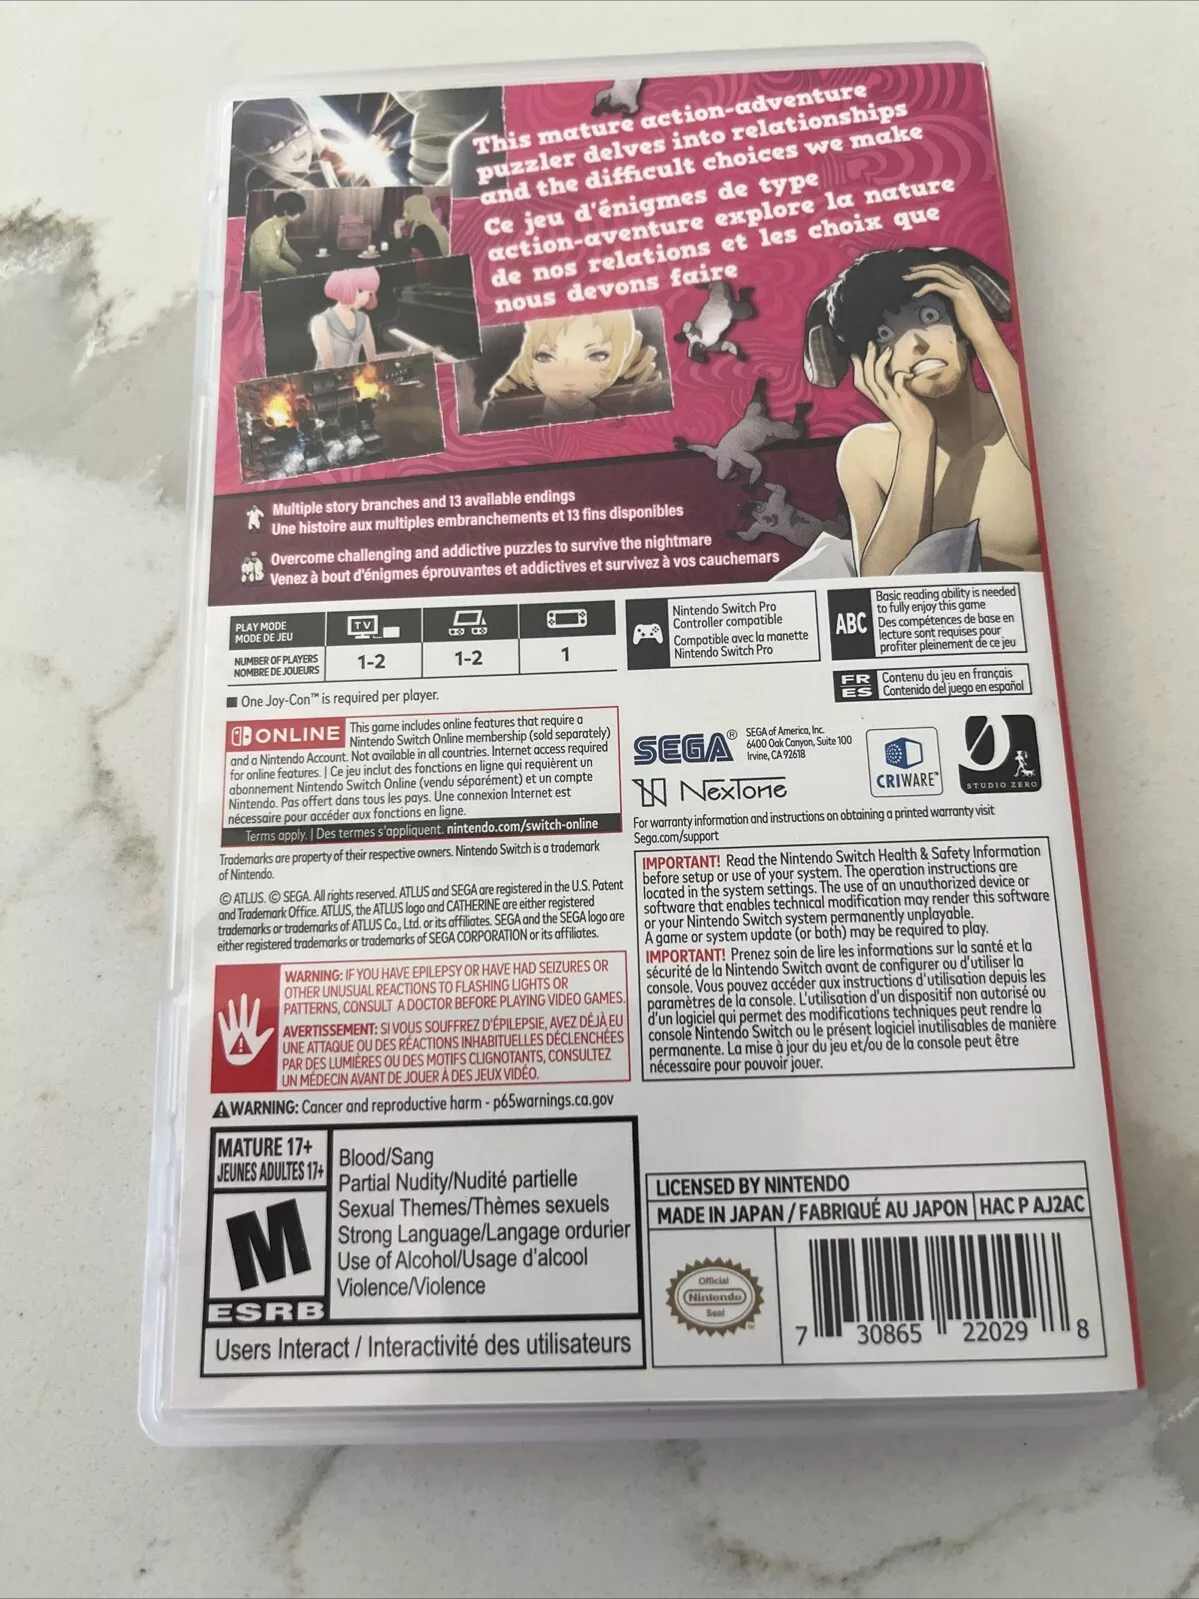 This mature action-adventure
puzzler delves into relationships
and the difficult choices we make
Ce jeu d'énigmes de type
action-aventure explore la nature
de nos relations et les choix que
nous devons faire
Multiple story branches and 13 available endings
Une histoire aux multiples embranchements et 13 fins disponibles
Overcome challenging and addictive puzzles to survive the nightmare
Venez à bout d'énigmes éprouvantes et addictives et survivez à vos cauchemars
PLAY MODE
MODE DE JEU
TV
NUMBER OF PLAYERS
NOMBRE DE JOUEURS
1-2
1-2
1
Nintendo Switch Pro
Controller compatible
Compatible avec la manette
Nintendo Switch Pro
ABC
Basic reading ability is needed
to fully enjoy this game
Des compétences de base en
lecture sont requises pour
profiter pleinement de ce jeu
FR
ES
Contenu du jeu en français
Contenido del juego en español
■ One Joy-Con™ is required per player.
ONLINE
This game includes online features that require a
Nintendo Switch Online membership (sold separately)
and a Nintendo Account. Not available in all countries. Internet access required
for online features. | Ce jeu inclut des fonctions en ligne qui requièrent un
abonnement Nintendo Switch Online (vendu séparément) et un compte
Nintendo. Pas offert dans tous les pays. Une connexion Internet est
nécessaire pour accéder aux fonctions en ligne.
Terms apply. | Des termes s'appliquent. nintendo.com/switch-online
SEGA®
SEGA of America, Inc.
6400 Oak Canyon, Suite 100
Irvine, CA 92618
NexTone
CRIWARE™
STUDIO ZERO
For warranty information and instructions on obtaining a printed warranty visit
Sega.com/support
Trademarks are property of their respective owners. Nintendo Switch is a trademark
of Nintendo.
© ATLUS. © SEGA. All rights reserved. ATLUS and SEGA are registered in the U.S. Patent
and Trademark Office. ATLUS, the ATLUS logo and CATHERINE are either registered
trademarks or trademarks of ATLUS Co., Ltd. or its affiliates. SEGA and the SEGA logo are
either registered trademarks or trademarks of SEGA CORPORATION or its affiliates.
IMPORTANT! Read the Nintendo Switch Health & Safety Information
before setup or use of your system. The operation instructions are
located in the system settings. The use of an unauthorized device or
software that enables technical modification may render this software
or your Nintendo Switch system permanently unplayable.
A game or system update (or both) may be required to play.
IMPORTANT! Prenez soin de lire les informations sur la santé et la
sécurité de la Nintendo Switch avant de configurer ou d'utiliser la
console. Vous pouvez accéder aux instructions d'utilisation depuis les
paramètres de la console. L'utilisation d'un dispositif non autorisé ou
d'un logiciel qui permet des modifications techniques peut rendre la
console Nintendo Switch ou le présent logiciel inutilisables de manière
permanente. La mise à jour du jeu et/ou de la console peut être
nécessaire pour pouvoir jouer.
WARNING: IF YOU HAVE EPILEPSY OR HAVE HAD SEIZURES OR
OTHER UNUSUAL REACTIONS TO FLASHING LIGHTS OR
PATTERNS, CONSULT A DOCTOR BEFORE PLAYING VIDEO GAMES.
AVERTISSEMENT: SI VOUS SOUFFREZ D'ÉPILEPSIE, AVEZ DÉJÀ EU
UNE ATTAQUE OU DES RÉACTIONS INHABITUELLES DÉCLENCHÉES
PAR DES LUMIÈRES OU DES MOTIFS CLIGNOTANTS, CONSULTEZ
UN MÉDECIN AVANT DE JOUER À DES JEUX VIDÉO.
⚠WARNING: Cancer and reproductive harm - p65warnings.ca.gov
MATURE 17+
JEUNES ADULTES 17+
M
ESRB
Blood/Sang
Partial Nudity/Nudité partielle
Sexual Themes/Thèmes sexuels
Strong Language/Langage ordurier
Use of Alcohol/Usage d'alcool
Violence/Violence
Users Interact / Interactivité des utilisateurs
LICENSED BY NINTENDO
MADE IN JAPAN / FABRIQUÉ AU JAPON
HAC P AJ2AC
Official
Nintendo
Seal
7 30865 22029 8